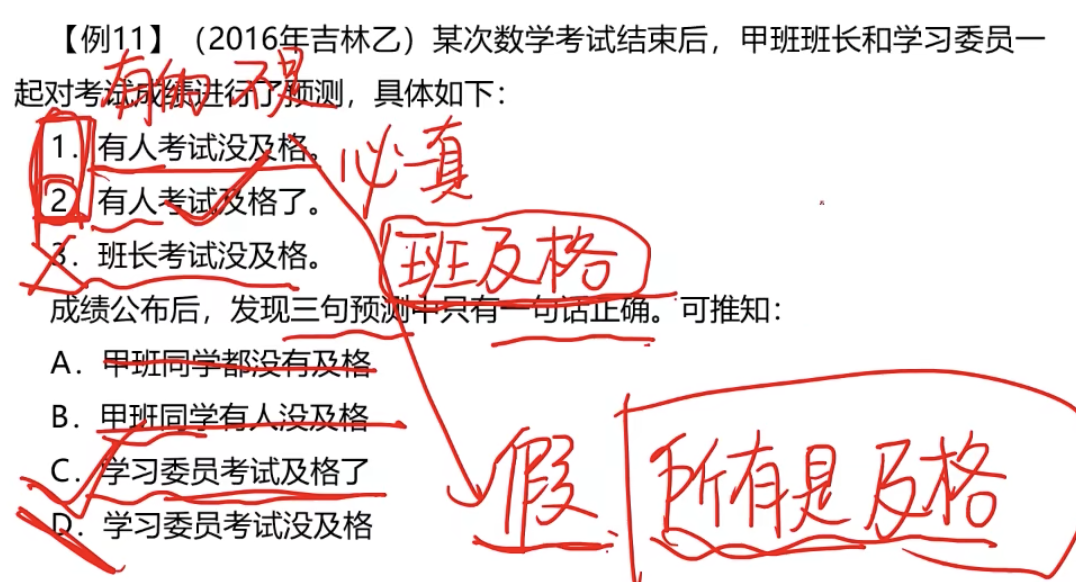 【例11】（2016年吉林乙）某次数学考试结束后，甲班班长和学习委员一
起对考试成绩进行了预测，具体如下：
有的 不是
1．有人考试没及格。
必一真
2．有人考试及格了。
3．班长考试没及格。
班及格
成绩公布后，发现三句预测中只有一句话正确。可推知：
A．甲班同学都没有及格
B．甲班同学有人没及格
C．学习委员考试及格了
假 所有是及格
D．学习委员考试没及格